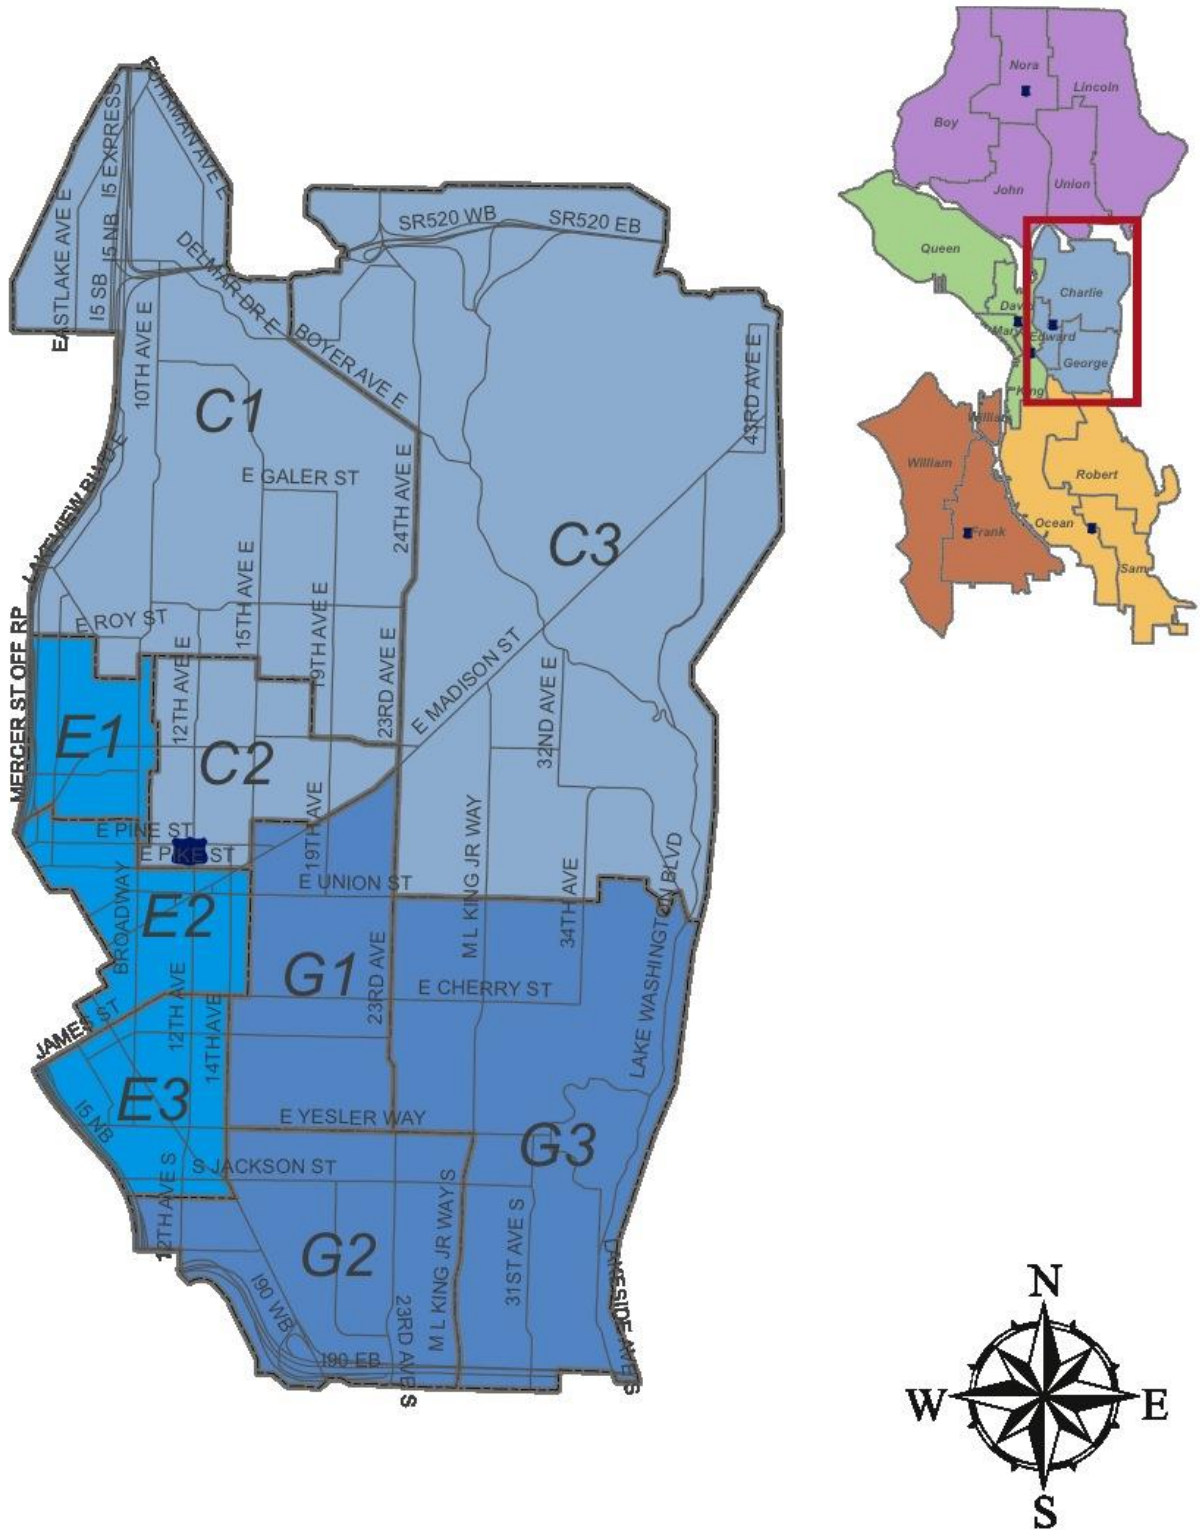 Nora
Lincoln
Boy
John
Union
Queen
Charlie
David
Mary
Edward
George
King
William
William
Robert
Ocean
Frank
Sam
FUHRMAN AVE E
I5 EXPRESS
EASTLAKE AVE E
I5 NB
I5 SB
SR520 WB
SR520 EB
DELMAR DR E
BOYER AVE E
10TH AVE E
43RD AVE E
C1
E GALER ST
24TH AVE E
LAKEVIEW BLVD E
C3
15TH AVE E
19TH AVE E
E ROY ST
12TH AVE E
23RD AVE E
E MADISON ST
32ND AVE E
MERCER ST OFF RP
E1
C2
19TH AVE
M L KING JR WAY
E PINE ST
E PIKE ST
E UNION ST
BROADWAY
E2
34TH AVE
LAKE WASHINGTON BLVD
G1
23RD AVE
E CHERRY ST
12TH AVE
14TH AVE
JAMES ST
E3
I5 NB
E YESLER WAY
G3
S JACKSON ST
12TH AVE S
G2
M L KING JR WAY S
31ST AVE S
I90 WB
I90 EB
23RD AVE S
LAKESIDE AVE S
N
W
E
S